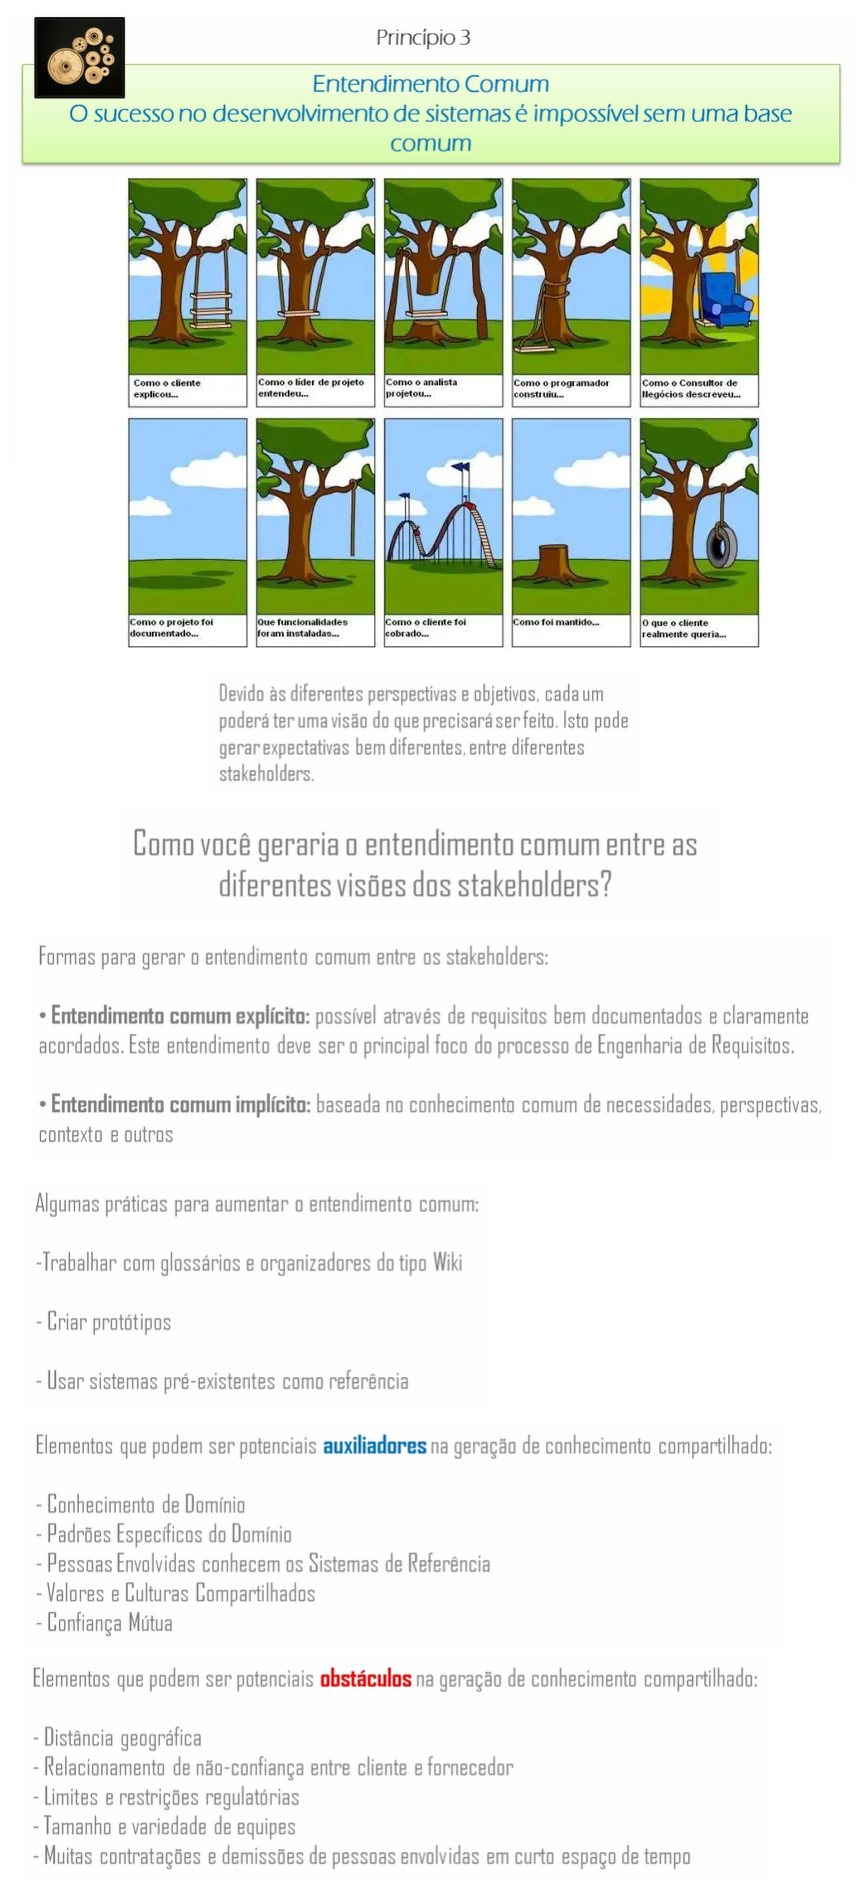 Princípio 3
Entendimento Comum
O sucesso no desenvolvimento de sistemas é impossível sem uma base
comum
Como o cliente
explicou...
Como o líder de projeto
entendeu...
Como o analista
projetou...
Como o programador
construiu...
Como o Consultor de
Negócios descreveu...
Como o projeto foi
documentado...
Que funcionalidades
foram instaladas...
Como o cliente foi
cobrado...
Como foi mantido...
O que o cliente
realmente queria...
Devido às diferentes perspectivas e objetivos, cada um
poderá ter uma visão do que precisará ser feito. Isto pode
gerar expectativas bem diferentes, entre diferentes
stakeholders.
Como você geraria o entendimento comum entre as
diferentes visões dos stakeholders?
Formas para gerar o entendimento comum entre os stakeholders:
• Entendimento comum explícito: possível através de requisitos bem documentados e claramente
acordados. Este entendimento deve ser o principal foco do processo de Engenharia de Requisitos.
• Entendimento comum implícito: baseada no conhecimento comum de necessidades, perspectivas,
contexto e outros
Algumas práticas para aumentar o entendimento comum:
-Trabalhar com glossários e organizadores do tipo Wiki
- Criar protótipos
- Usar sistemas pré-existentes como referência
Elementos que podem ser potenciais auxiliadores na geração de conhecimento compartilhado:
- Conhecimento de Domínio
- Padrões Específicos do Domínio
- Pessoas Envolvidas conhecem os Sistemas de Referência
- Valores e Culturas Compartilhados
- Confiança Mútua
Elementos que podem ser potenciais obstáculos na geração de conhecimento compartilhado:
- Distância geográfica
- Relacionamento de não-confiança entre cliente e fornecedor
- Limites e restrições regulatórias
- Tamanho e variedade de equipes
- Muitas contratações e demissões de pessoas envolvidas em curto espaço de tempo